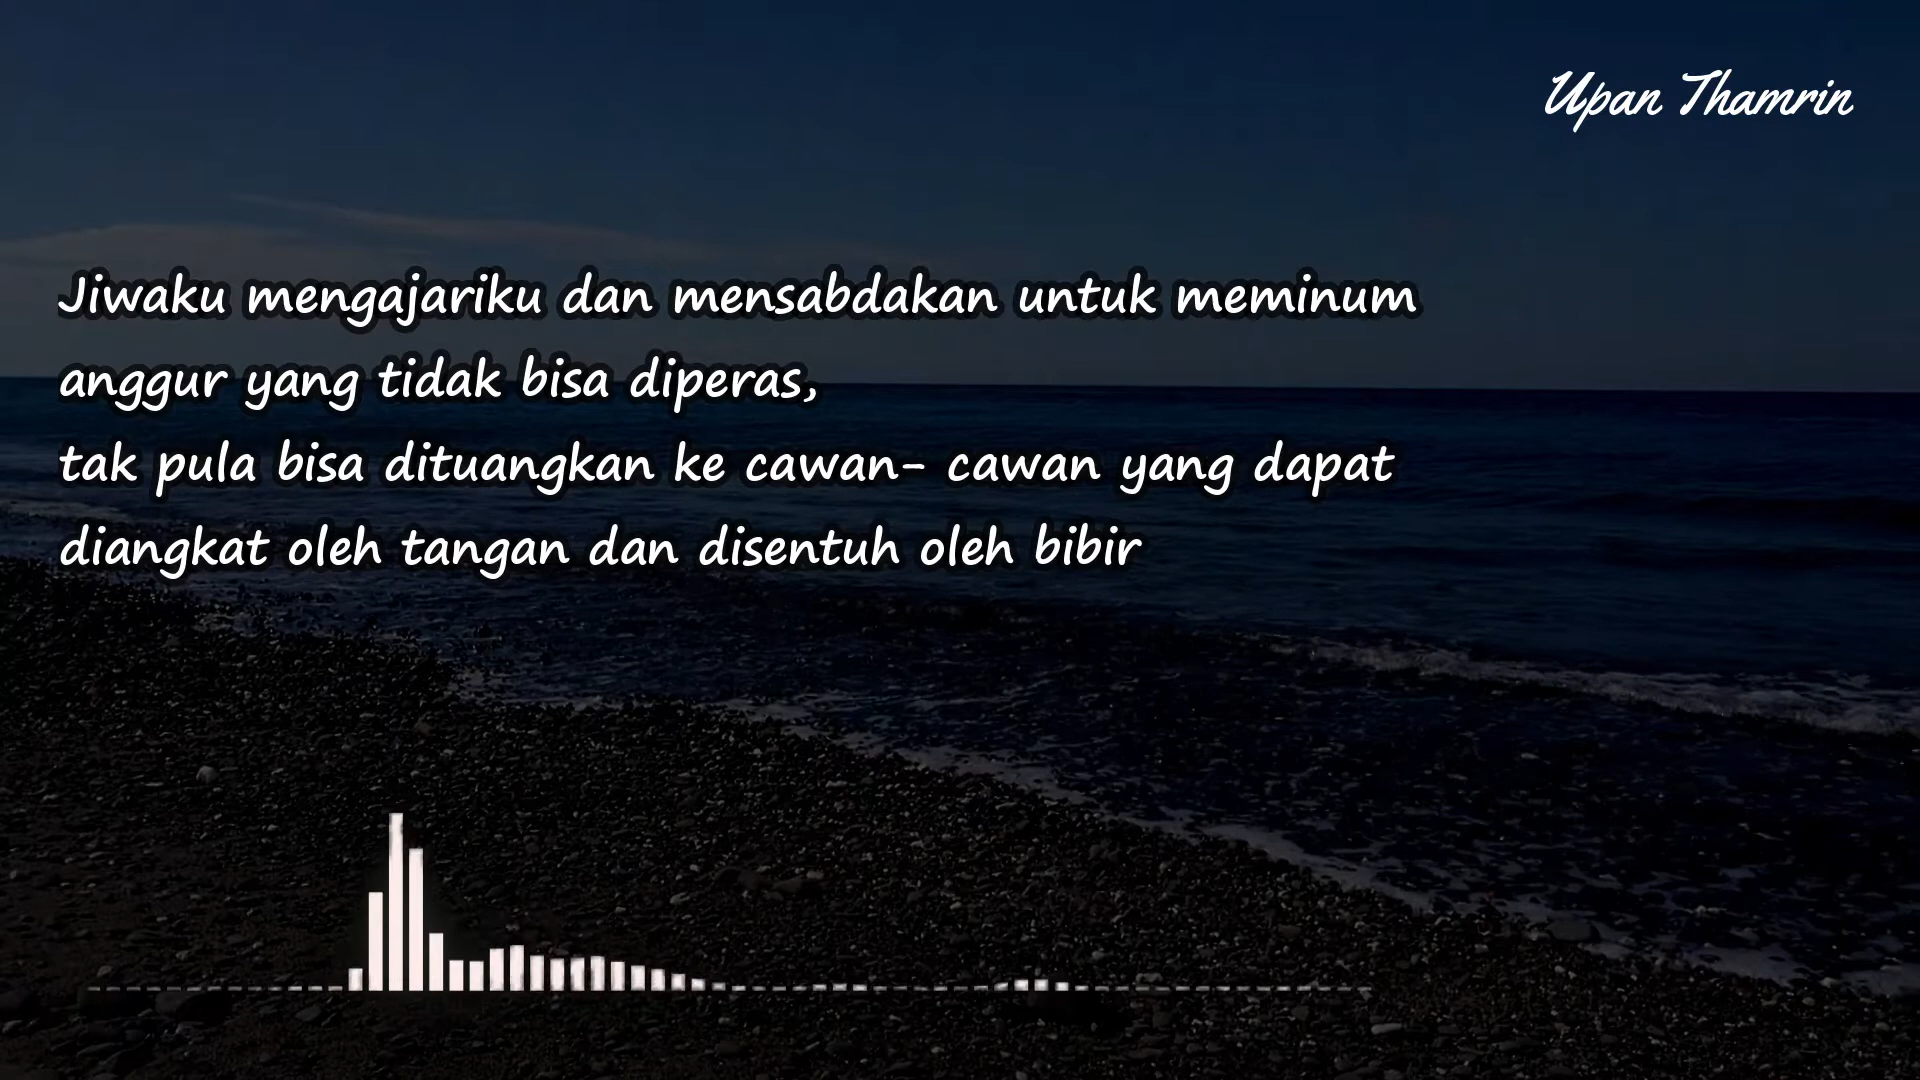 Upan Thamrin
Jiwaku mengajariku dan mensabdakan untuk meminum
anggur yang tidak bisa diperas,
tak pula bisa dituangkan ke cawan- cawan yang dapat
diangkat oleh tangan dan disentuh oleh bibir